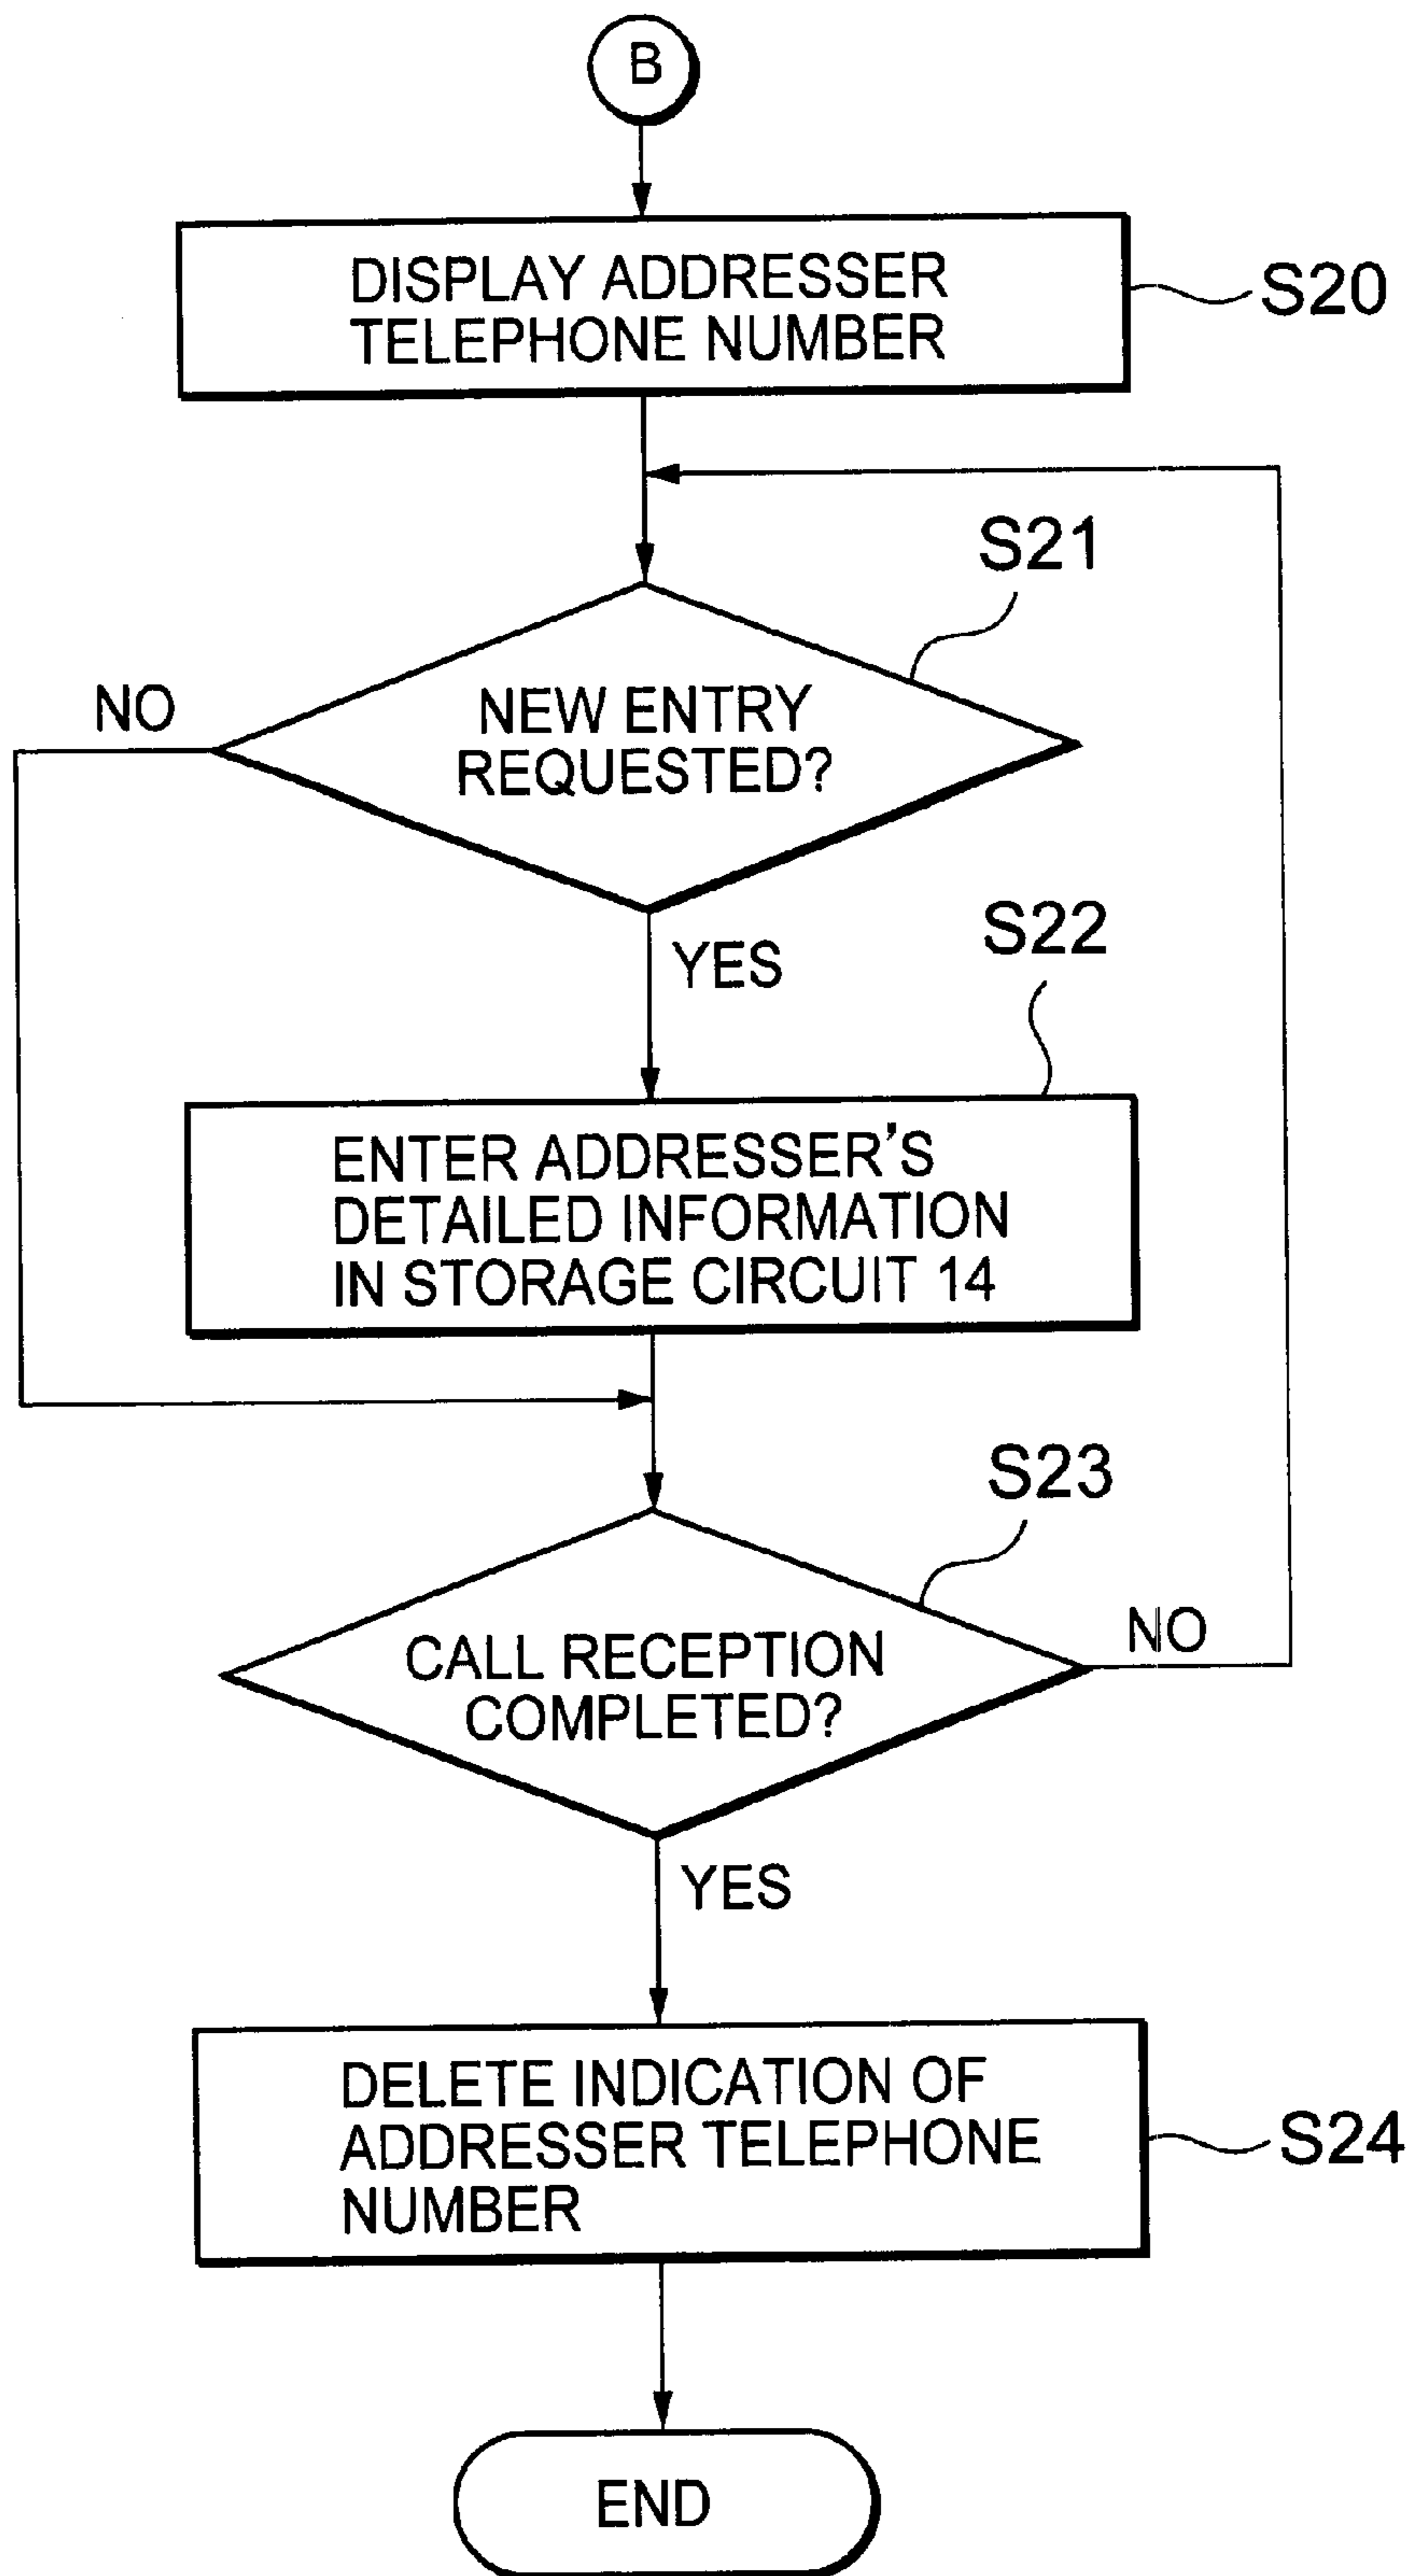 B
DISPLAY ADDRESSER
TELEPHONE NUMBER
S20
S21
NO
NEW ENTRY
REQUESTED?
YES
S22
ENTER ADDRESSER'S
DETAILED INFORMATION
IN STORAGE CIRCUIT 14
S23
CALL RECEPTION
COMPLETED?
NO
YES
DELETE INDICATION OF
ADDRESSER TELEPHONE
NUMBER
S24
END